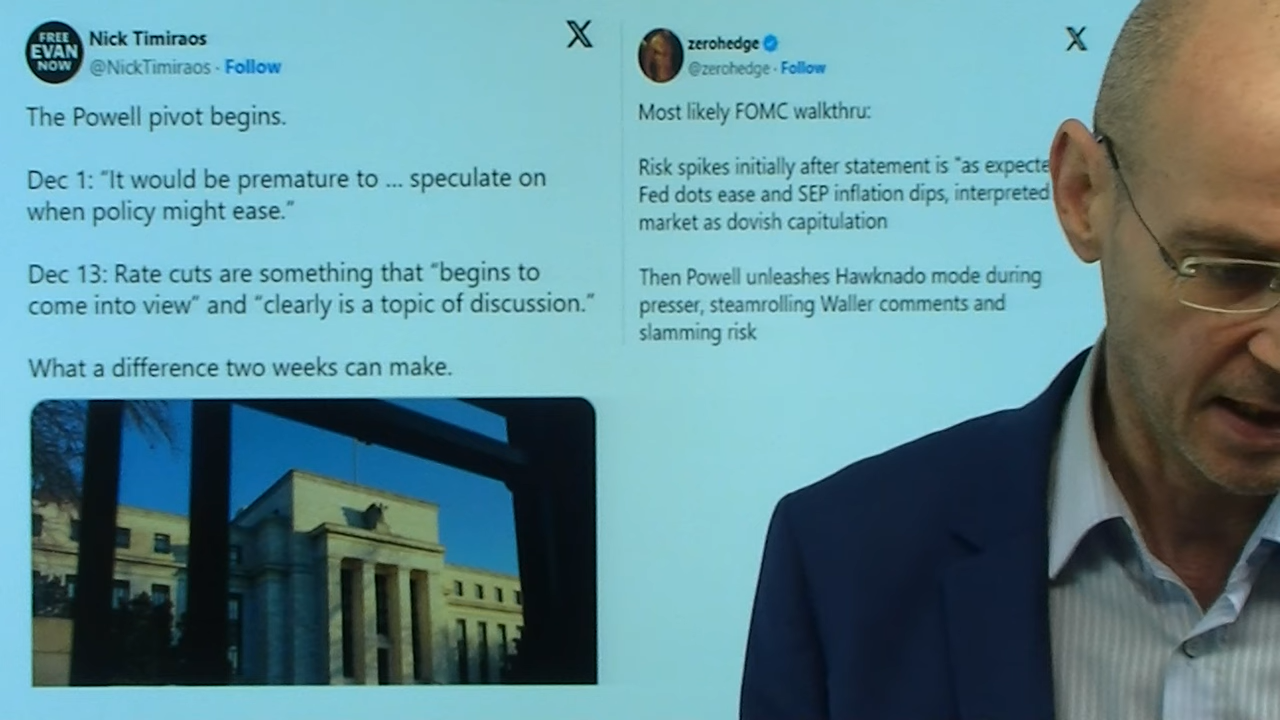 FREE
EVAN
NOW
Nick Timiraos
@NickTimiraos · Follow
The Powell pivot begins.
Dec 1: “It would be premature to ... speculate on
when policy might ease.”
Dec 13: Rate cuts are something that “begins to
come into view” and “clearly is a topic of discussion.”
What a difference two weeks can make.
zerohedge
@zerohedge · Follow
Most likely FOMC walkthru:
Risk spikes initially after statement is "as expecte
Fed dots ease and SEP inflation dips, interpreted
market as dovish capitulation
Then Powell unleashes Hawknado mode during
presser, steamrolling Waller comments and
slamming risk